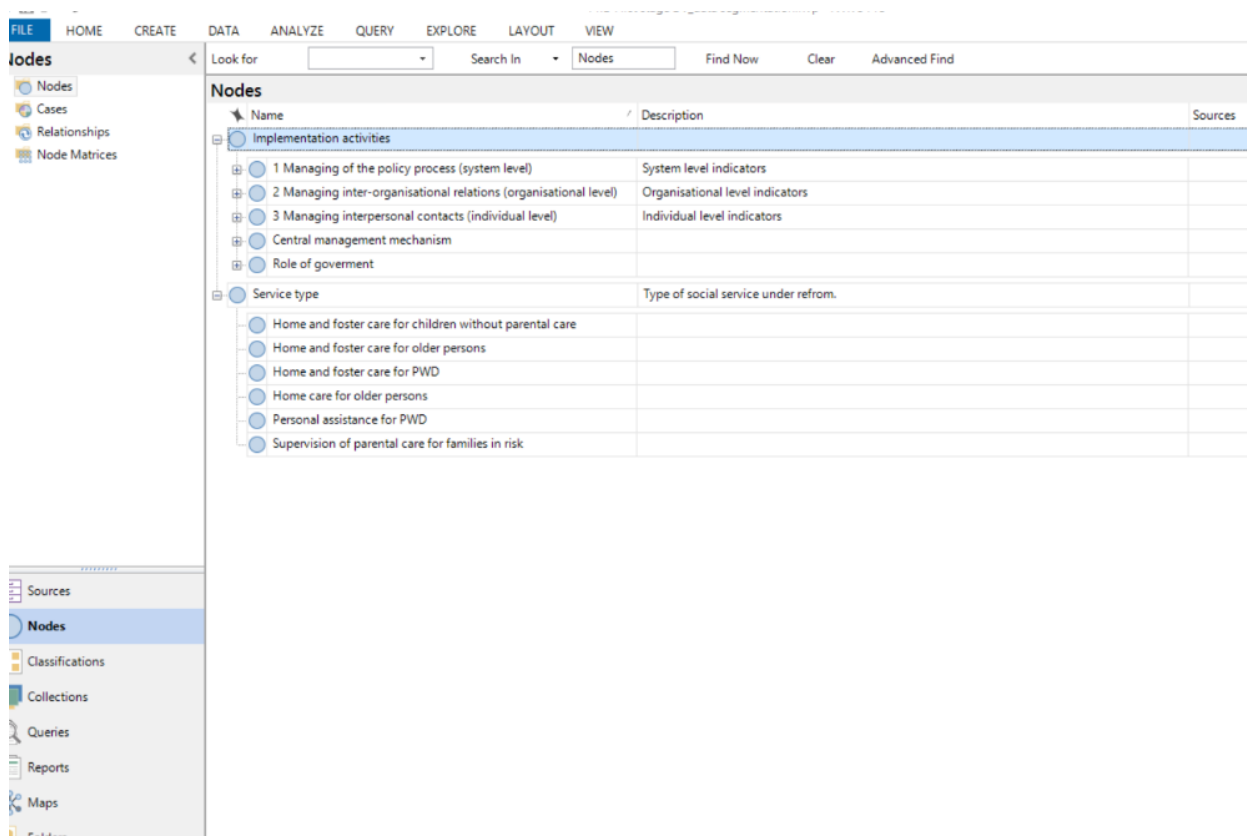 FILE HOME CREATE DATA ANALYZE QUERY EXPLORE LAYOUT VIEW
Nodes
Look for Search In Nodes Find Now Clear Advanced Find
Nodes
Cases
Relationships
Node Matrices
Nodes
Name Description Sources
Implementation activities
1 Managing of the policy process (system level) System level indicators
2 Managing inter-organisational relations (organisational level) Organisational level indicators
3 Managing interpersonal contacts (individual level) Individual level indicators
Central management mechanism
Role of goverment
Service type Type of social service under refrom.
Home and foster care for children without parental care
Home and foster care for older persons
Home and foster care for PWD
Home care for older persons
Personal assistance for PWD
Supervision of parental care for families in risk
Sources
Nodes
Classifications
Collections
Queries
Reports
Maps